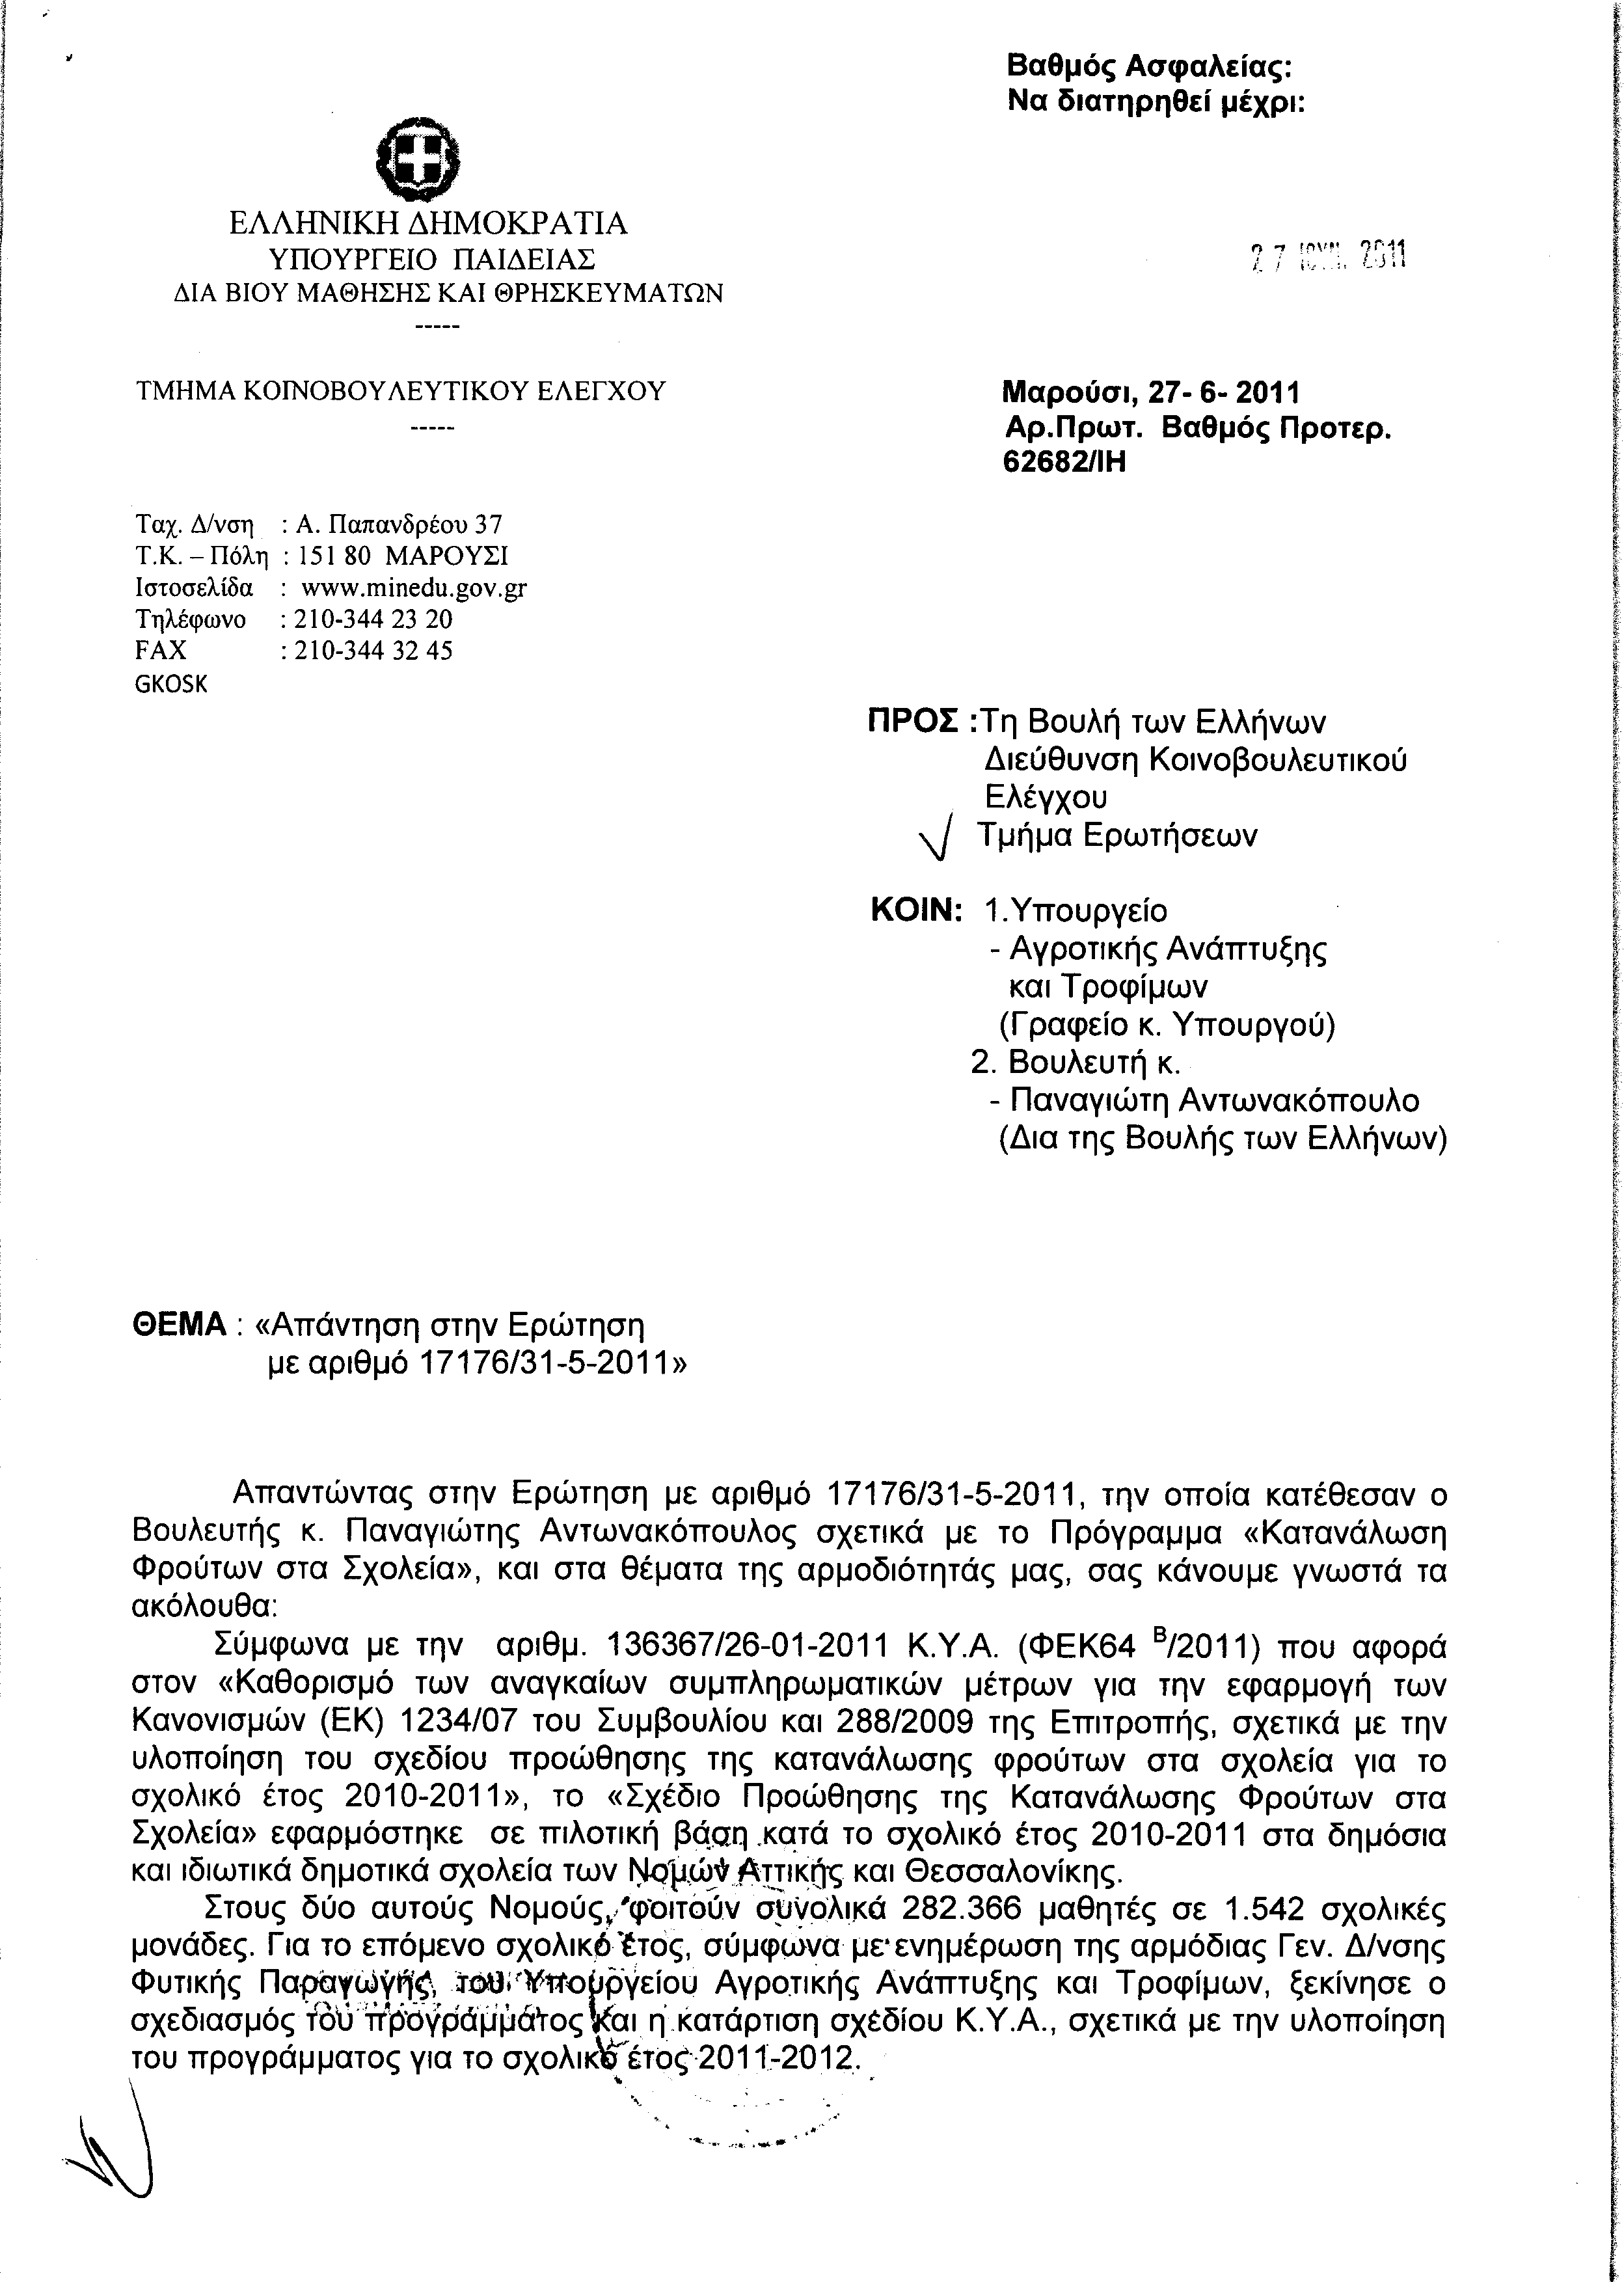 Βαθμός Ασφαλείας:
Να διατηρηθεί μέχρι:
ΕΛΛΗΝΙΚΗ ΔΗΜΟΚΡΑΤΙΑ
ΥΠΟΥΡΓΕΙΟ ΠΑΙΔΕΙΑΣ
ΔΙΑ ΒΙΟΥ ΜΑΘΗΣΗΣ ΚΑΙ ΘΡΗΣΚΕΥΜΑΤΩΝ
-----
27 ΙΟΥΝ. 2011
ΤΜΗΜΑ ΚΟΙΝΟΒΟΥΛΕΥΤΙΚΟΥ ΕΛΕΓΧΟΥ
-----
Μαρούσι, 27- 6- 2011
Αρ.Πρωτ. Βαθμός Προτερ.
62682/ΙΗ
Ταχ. Δ/νση : Α. Παπανδρέου 37
Τ.Κ. – Πόλη : 151 80 ΜΑΡΟΥΣΙ
Ιστοσελίδα : www.minedu.gov.gr
Τηλέφωνο : 210-344 23 20
FAX : 210-344 32 45
GKOSK
ΠΡΟΣ :Τη Βουλή των Ελλήνων
Διεύθυνση Κοινοβουλευτικού
Ελέγχου
Τμήμα Ερωτήσεων
ΚΟΙΝ: 1.Υπουργείο
- Αγροτικής Ανάπτυξης
και Τροφίμων
(Γραφείο κ. Υπουργού)
2. Βουλευτή κ.
- Παναγιώτη Αντωνακόπουλο
(Δια της Βουλής των Ελλήνων)
ΘΕΜΑ : «Απάντηση στην Ερώτηση
με αριθμό 17176/31-5-2011»
Απαντώντας στην Ερώτηση με αριθμό 17176/31-5-2011, την οποία κατέθεσαν ο
Βουλευτής κ. Παναγιώτης Αντωνακόπουλος σχετικά με το Πρόγραμμα «Κατανάλωση
Φρούτων στα Σχολεία», και στα θέματα της αρμοδιότητάς μας, σας κάνουμε γνωστά τα
ακόλουθα:
Σύμφωνα με την αριθμ. 136367/26-01-2011 Κ.Υ.Α. (ΦΕΚ64 Β/2011) που αφορά
στον «Καθορισμό των αναγκαίων συμπληρωματικών μέτρων για την εφαρμογή των
Κανονισμών (ΕΚ) 1234/07 του Συμβουλίου και 288/2009 της Επιτροπής, σχετικά με την
υλοποίηση του σχεδίου προώθησης της κατανάλωσης φρούτων στα σχολεία για το
σχολικό έτος 2010-2011», το «Σχέδιο Προώθησης της Κατανάλωσης Φρούτων στα
Σχολεία» εφαρμόστηκε σε πιλοτική βάση κατά το σχολικό έτος 2010-2011 στα δημόσια
και ιδιωτικά δημοτικά σχολεία των Νομών Αττικής και Θεσσαλονίκης.
Στους δύο αυτούς Νομούς, φοιτούν συνολικά 282.366 μαθητές σε 1.542 σχολικές
μονάδες. Για το επόμενο σχολικό έτος, σύμφωνα με ενημέρωση της αρμόδιας Γεν. Δ/νσης
Φυτικής Παραγωγής, του Υπουργείου Αγροτικής Ανάπτυξης και Τροφίμων, ξεκίνησε ο
σχεδιασμός του προγράμματος και η κατάρτιση σχεδίου Κ.Υ.Α., σχετικά με την υλοποίηση
του προγράμματος για το σχολικό έτος 2011-2012.